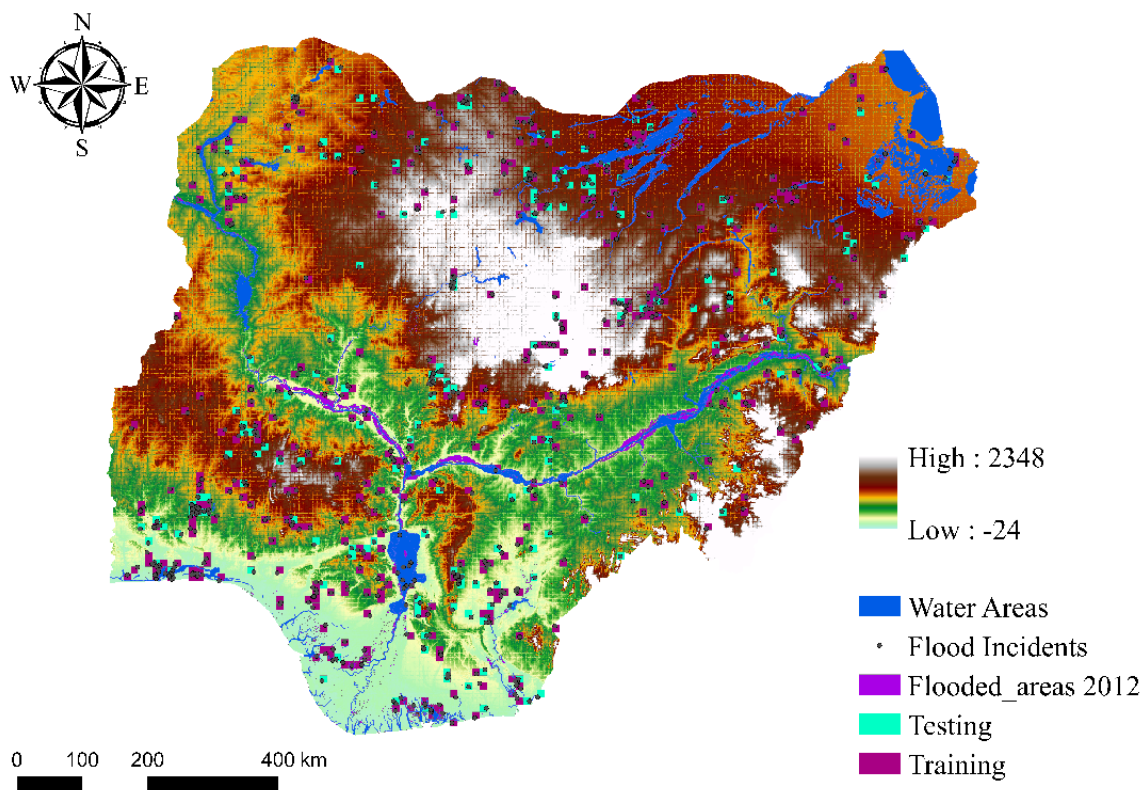 N
W E
S
High : 2348
Low : -24
Water Areas
Flood Incidents
Flooded_areas 2012
Testing
Training
0 100 200 400 km